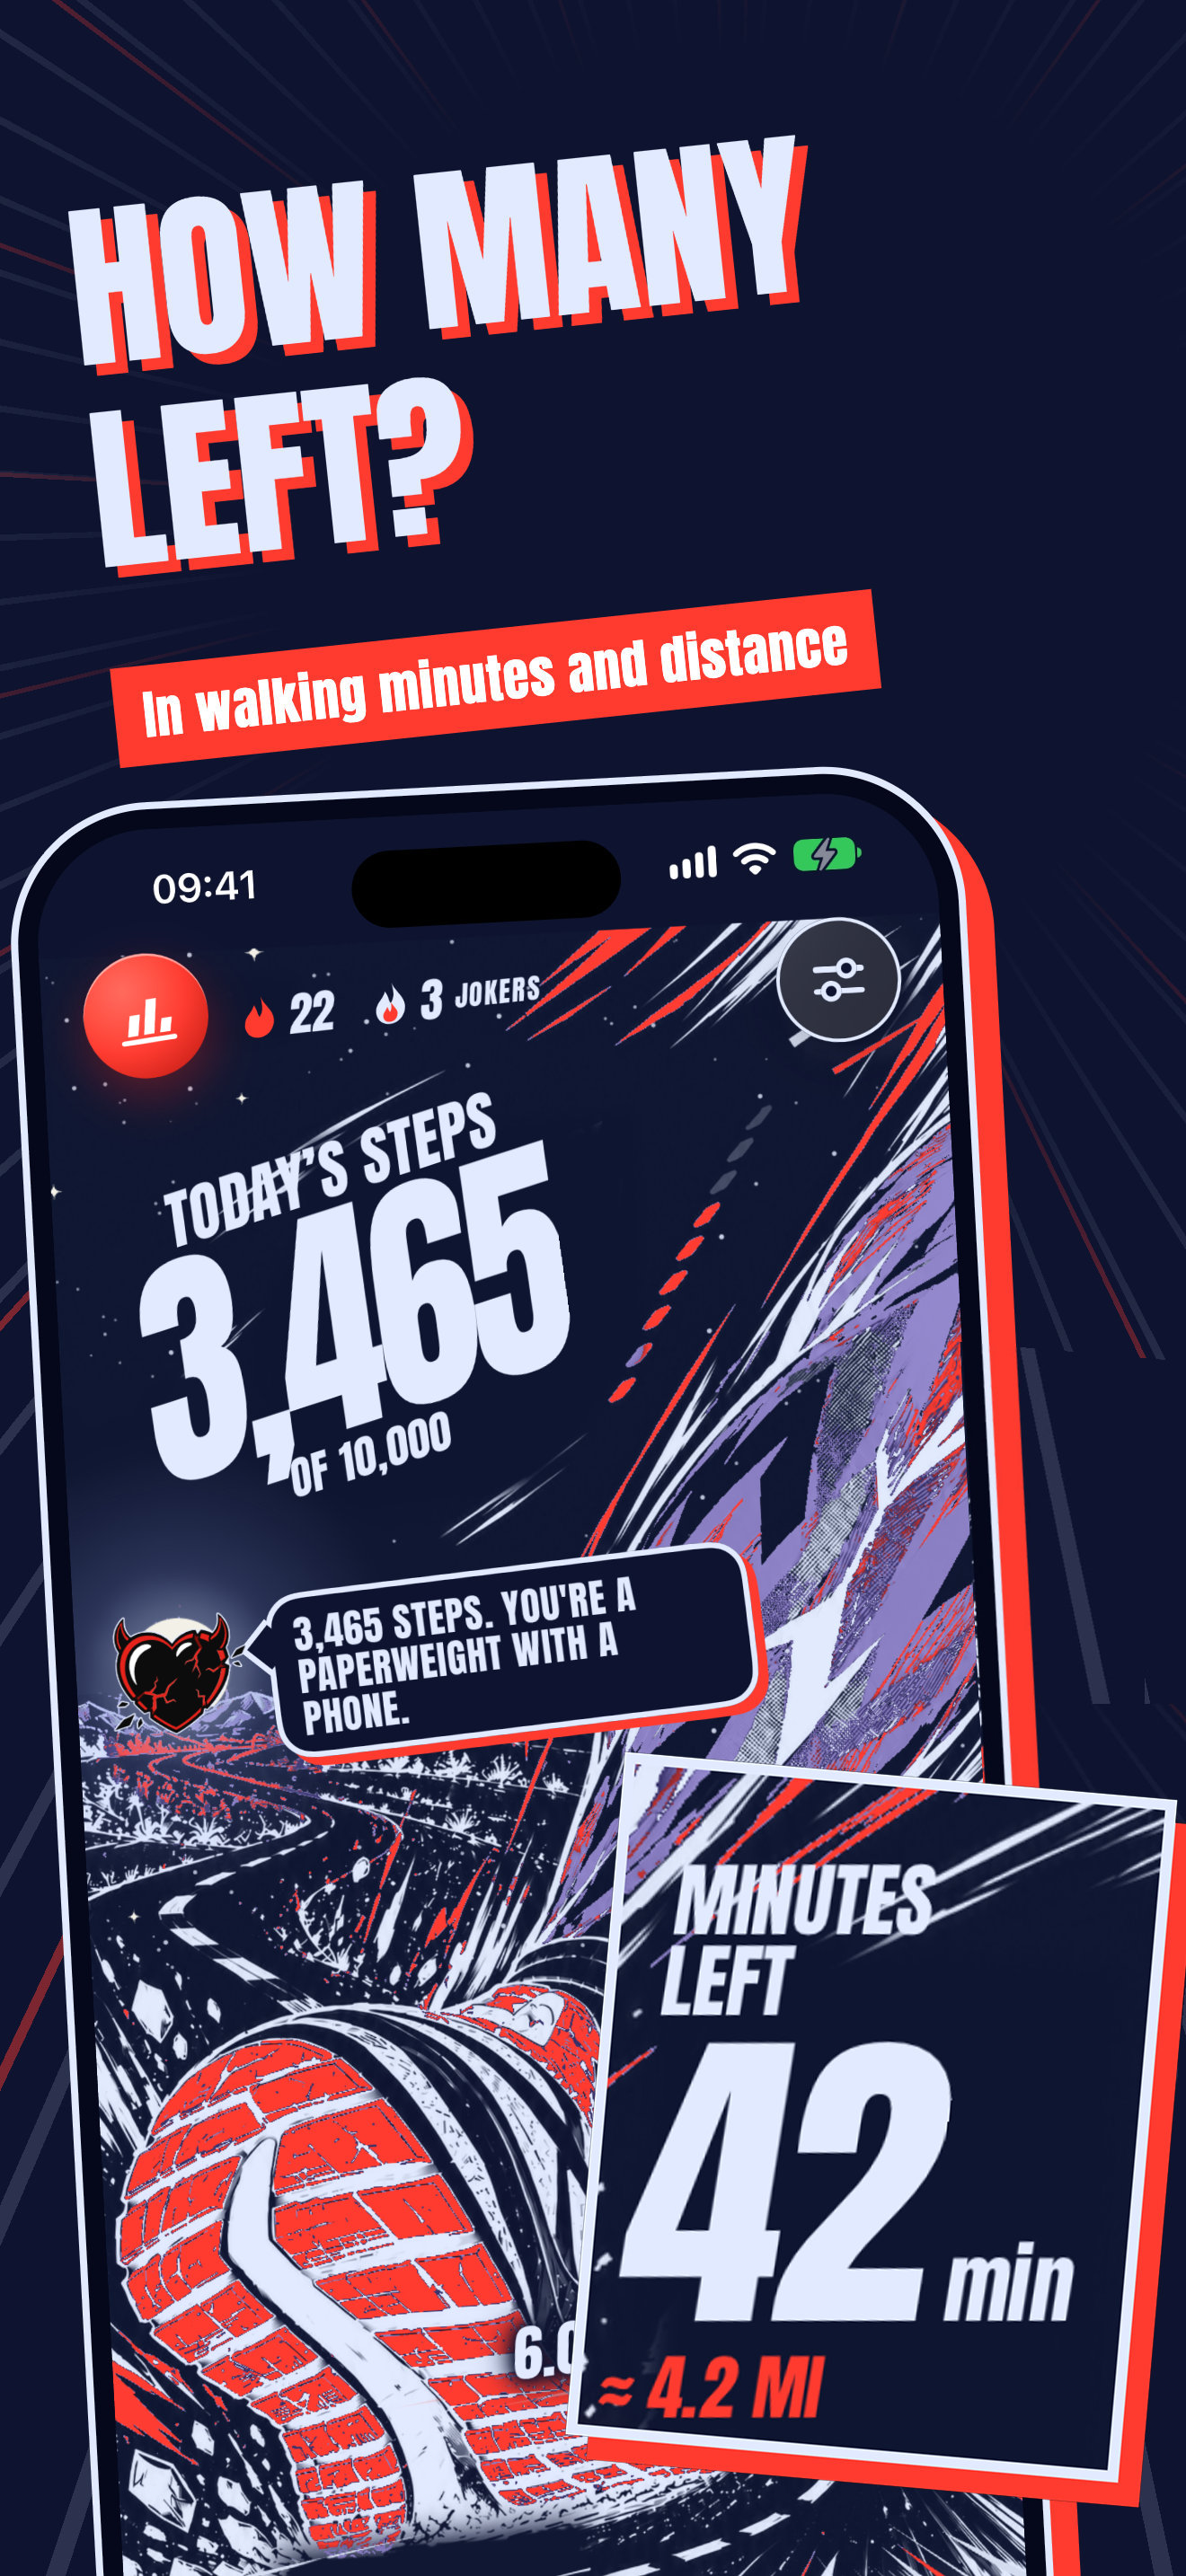 HOW MANY
LEFT?
In walking minutes and distance
09:41
22
3 JOKERS
TODAY'S STEPS
3,465
OF 10,000
3,465 STEPS. YOU'RE A
PAPERWEIGHT WITH A
PHONE.
MINUTES
LEFT
42 min
≈ 4.2 MI